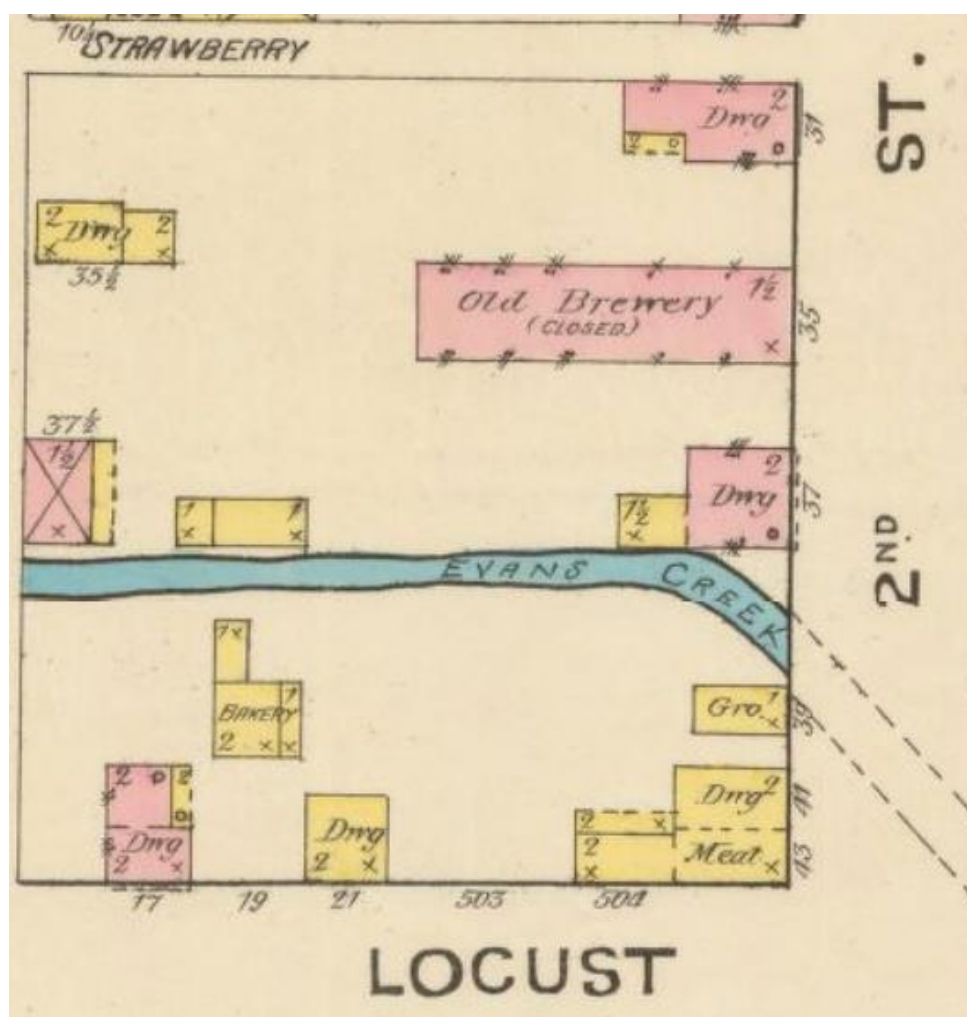 10½
STRAWBERRY
ST.
2ND
Dwg 2
31
2
2 Dwg 2
x x
35½
Old Brewery 1½
(CLOSED)
x
35
37½
1½
x
1 1
x x
1½
x
2
Dwg
37
EVANS CREEK
1 x
BAKERY 1
2 x x
Gro. 1
x
39
2 2
Dwg
2 x
Dwg
2 x
2 x
2
x
Dwg 2
41
Meat x
43
17 19 21 503 504
LOCUST